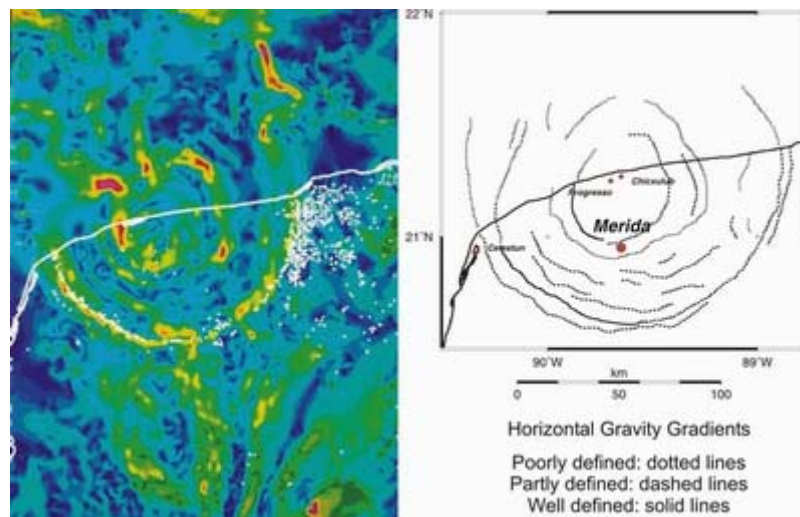 22°N
Chicxulub
Progresso
Merida
21°N
Celestun
90°W
89°W
km
0
50
100
Horizontal Gravity Gradients
Poorly defined: dotted lines
Partly defined: dashed lines
Well defined: solid lines